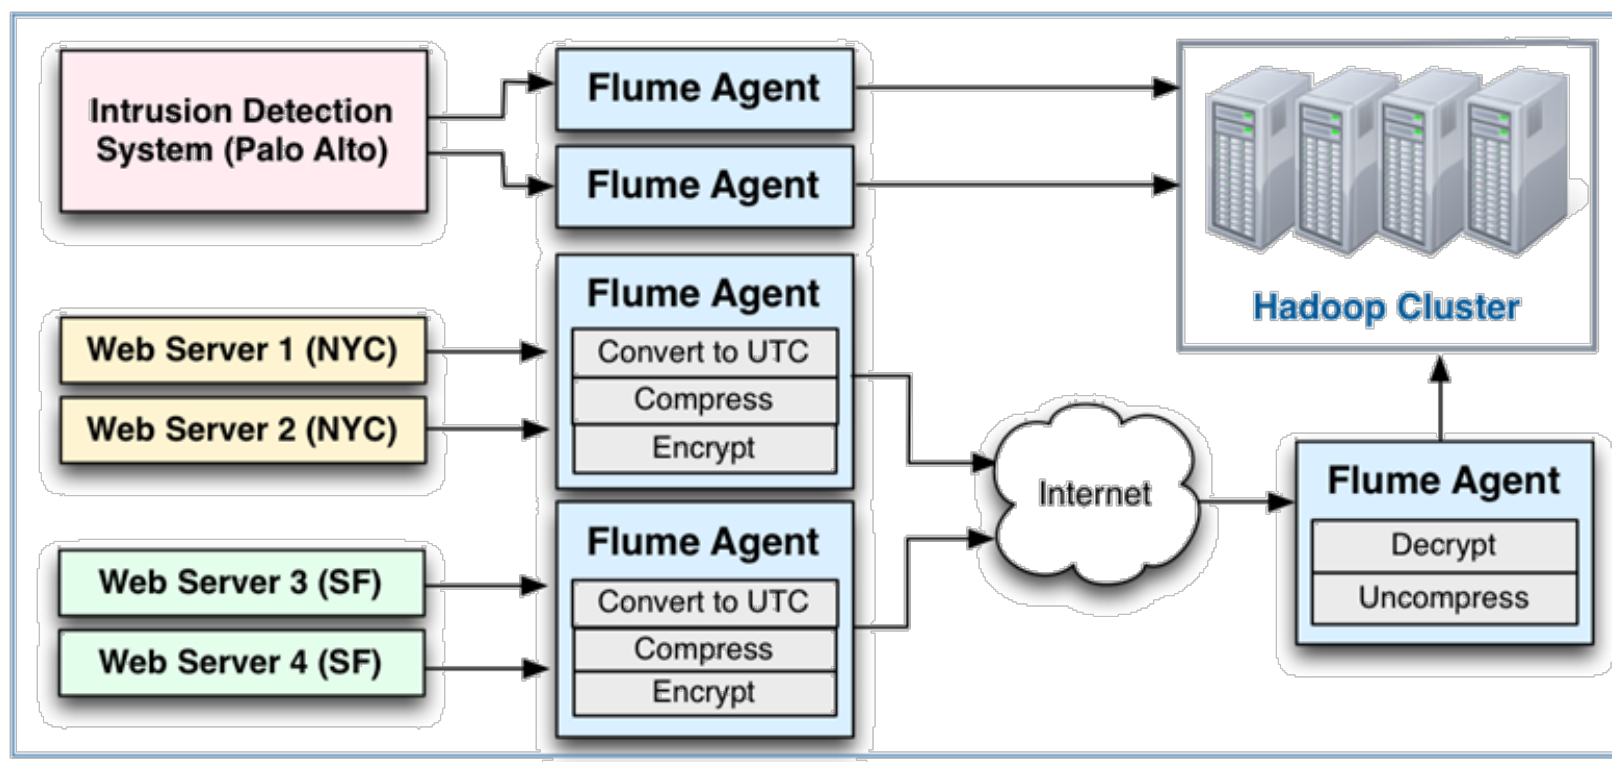 Intrusion Detection
System (Palo Alto)
Flume Agent
Flume Agent
Hadoop Cluster
Web Server 1 (NYC)
Web Server 2 (NYC)
Flume Agent
Convert to UTC
Compress
Encrypt
Web Server 3 (SF)
Web Server 4 (SF)
Flume Agent
Convert to UTC
Compress
Encrypt
Internet
Flume Agent
Decrypt
Uncompress